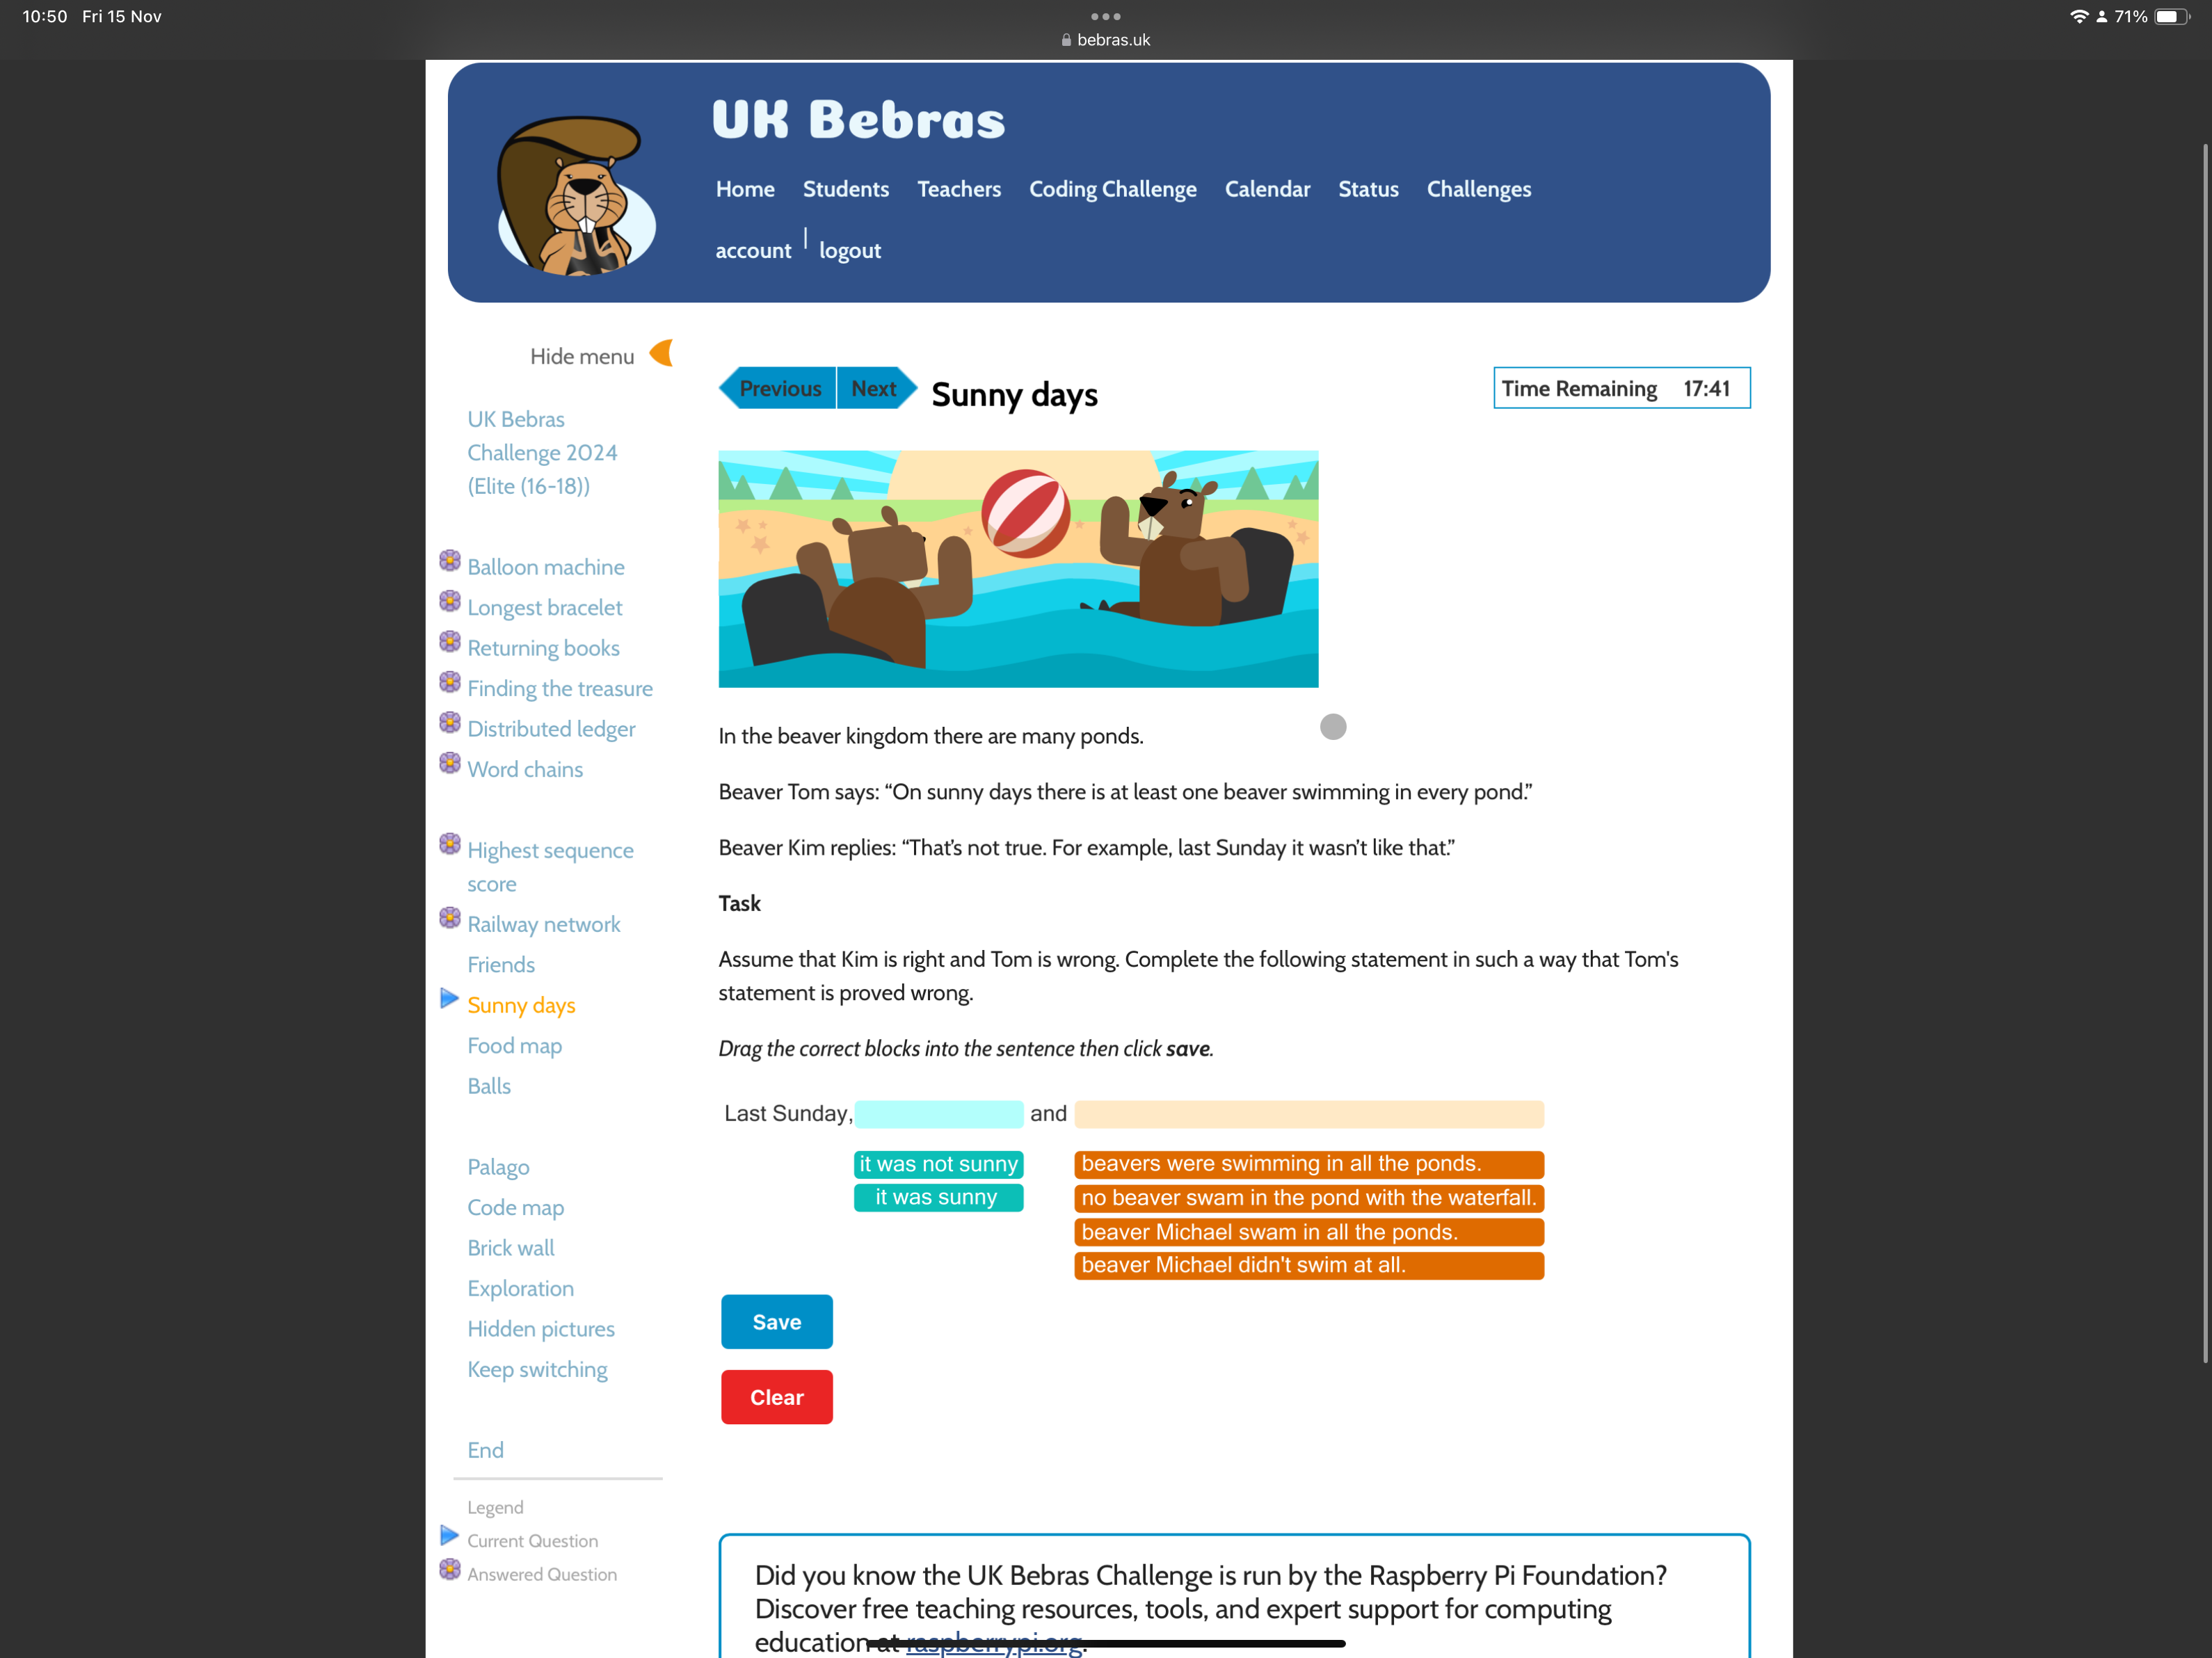 10:50 Fri 15 Nov
71%
bebras.uk
UK Bebras
Home Students Teachers Coding Challenge Calendar Status Challenges
account | logout
Hide menu
Previous Next Sunny days
Time Remaining 17:41
UK Bebras
Challenge 2024
(Elite (16-18))
Balloon machine
Longest bracelet
Returning books
Finding the treasure
Distributed ledger
Word chains
Highest sequence
score
Railway network
Friends
Sunny days
Food map
Balls
Palago
Code map
Brick wall
Exploration
Hidden pictures
Keep switching
End
Legend
Current Question
Answered Question
In the beaver kingdom there are many ponds.
Beaver Tom says: “On sunny days there is at least one beaver swimming in every pond.”
Beaver Kim replies: “That’s not true. For example, last Sunday it wasn’t like that.”
Task
Assume that Kim is right and Tom is wrong. Complete the following statement in such a way that Tom's
statement is proved wrong.
Drag the correct blocks into the sentence then click save.
Last Sunday, and
it was not sunny
it was sunny
beavers were swimming in all the ponds.
no beaver swam in the pond with the waterfall.
beaver Michael swam in all the ponds.
beaver Michael didn't swim at all.
Save
Clear
Did you know the UK Bebras Challenge is run by the Raspberry Pi Foundation?
Discover free teaching resources, tools, and expert support for computing
education at raspberrypi.org.